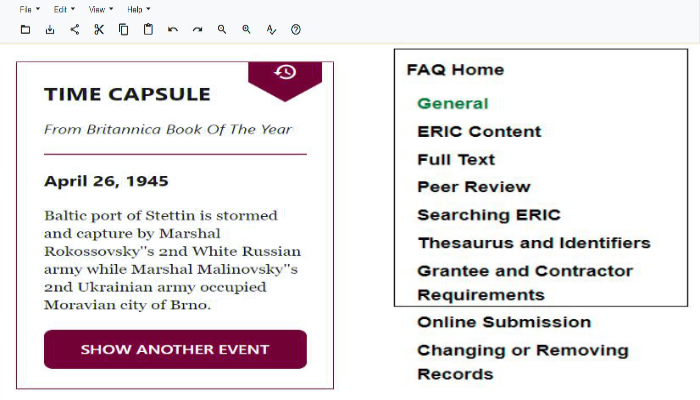 File Edit View Help
TIME CAPSULE
From Britannica Book Of The Year
April 26, 1945
Baltic port of Stettin is stormed
and capture by Marshal
Rokossovsky"s 2nd White Russian
army while Marshal Malinovsky"s
2nd Ukrainian army occupied
Moravian city of Brno.
SHOW ANOTHER EVENT
FAQ Home
General
ERIC Content
Full Text
Peer Review
Searching ERIC
Thesaurus and Identifiers
Grantee and Contractor
Requirements
Online Submission
Changing or Removing
Records